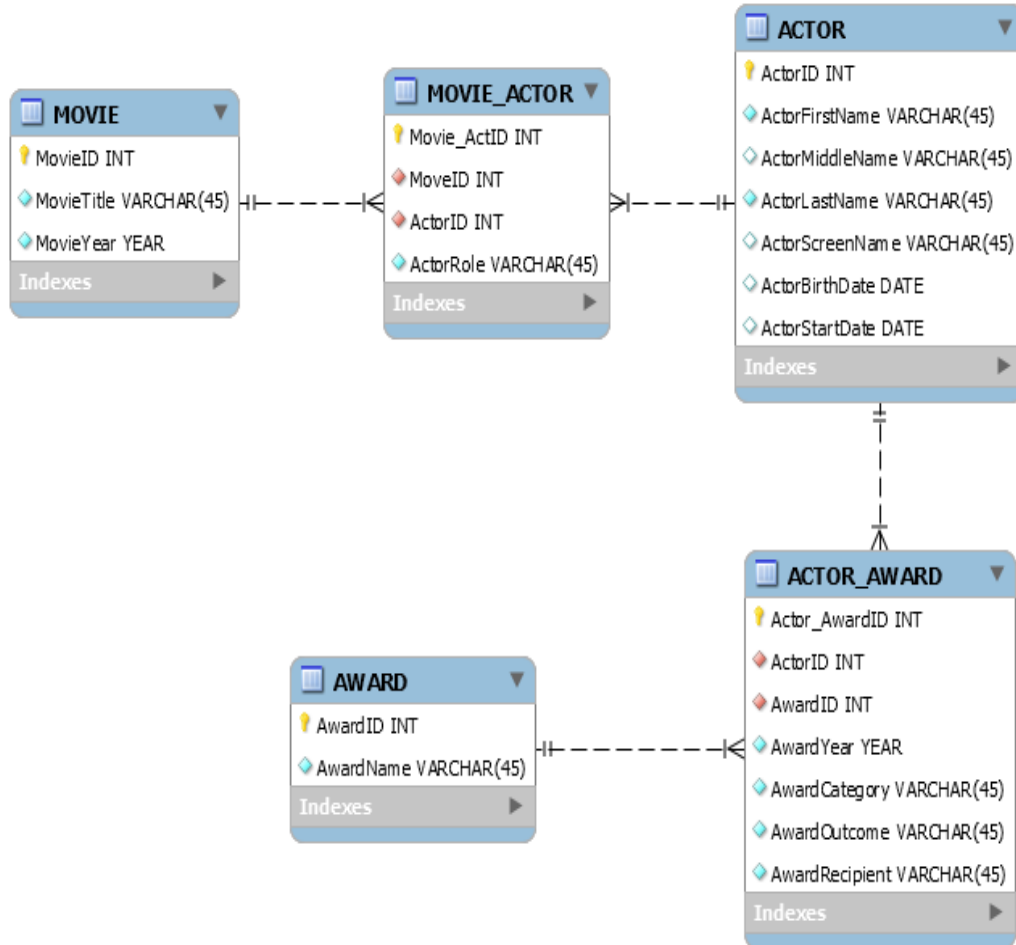 MOVIE
MovieID INT
MovieTitle VARCHAR(45)
MovieYear YEAR
Indexes
MOVIE_ACTOR
Movie_ActID INT
MoveID INT
ActorID INT
ActorRole VARCHAR(45)
Indexes
ACTOR
ActorID INT
ActorFirstName VARCHAR(45)
ActorMiddleName VARCHAR(45)
ActorLastName VARCHAR(45)
ActorScreenName VARCHAR(45)
ActorBirthDate DATE
ActorStartDate DATE
Indexes
AWARD
AwardID INT
AwardName VARCHAR(45)
Indexes
ACTOR_AWARD
Actor_AwardID INT
ActorID INT
AwardID INT
AwardYear YEAR
AwardCategory VARCHAR(45)
AwardOutcome VARCHAR(45)
AwardRecipient VARCHAR(45)
Indexes